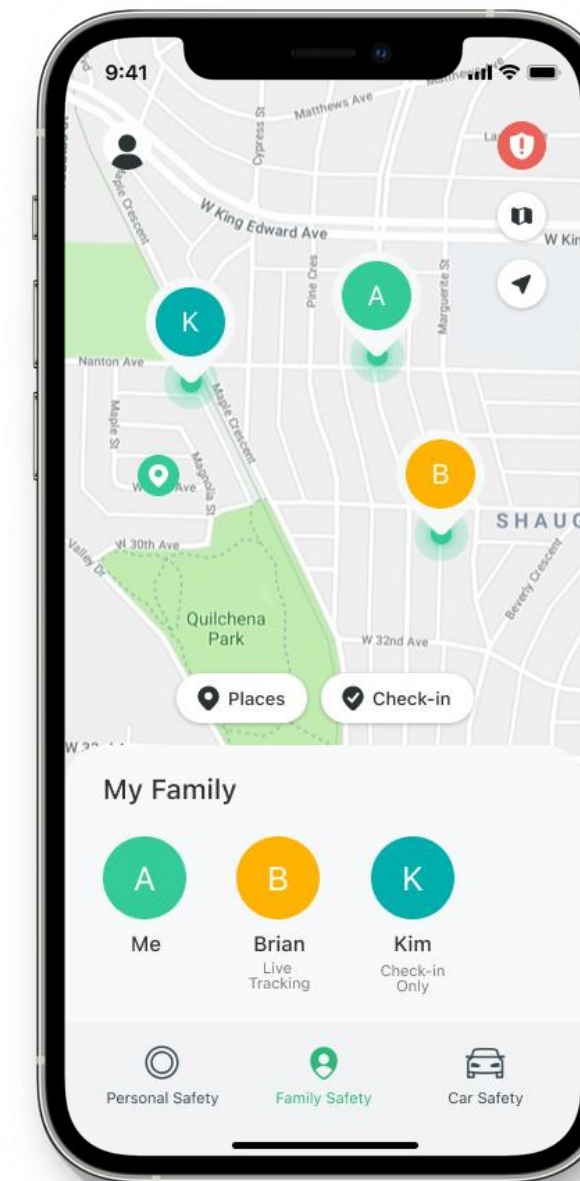 9:41
Matthews Ave
Cypress St
Maple Crescent
W King Edward Ave
W Kin
K
A
Pine Cres
Marguerite St
Nanton Ave
Maple St
Maple Crescent
Magnolia St
B
SHAUG
Valley Dr
W 30th Ave
Beverly Crescent
Quilchena
Park
W 32nd Ave
Places
Check-in
My Family
A
B
K
Me
Brian
Kim
Live
Tracking
Check-in
Only
Personal Safety
Family Safety
Car Safety